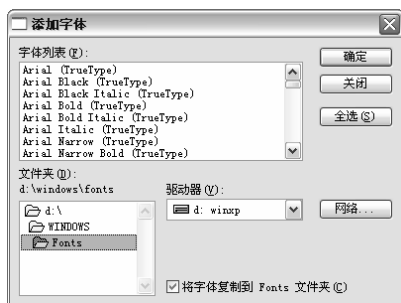 添加字体
字体列表(F):
Arial (TrueType)
Arial Black (TrueType)
Arial Black Italic (TrueType)
Arial Bold (TrueType)
Arial Bold Italic (TrueType)
Arial Italic (TrueType)
Arial Narrow (TrueType)
Arial Narrow Bold (TrueType)
确定
关闭
全选(S)
文件夹(D):
d:\windows\fonts
d:\
WINDOWS
Fonts
驱动器(V):
d: winxp
网络...
将字体复制到 Fonts 文件夹(C)